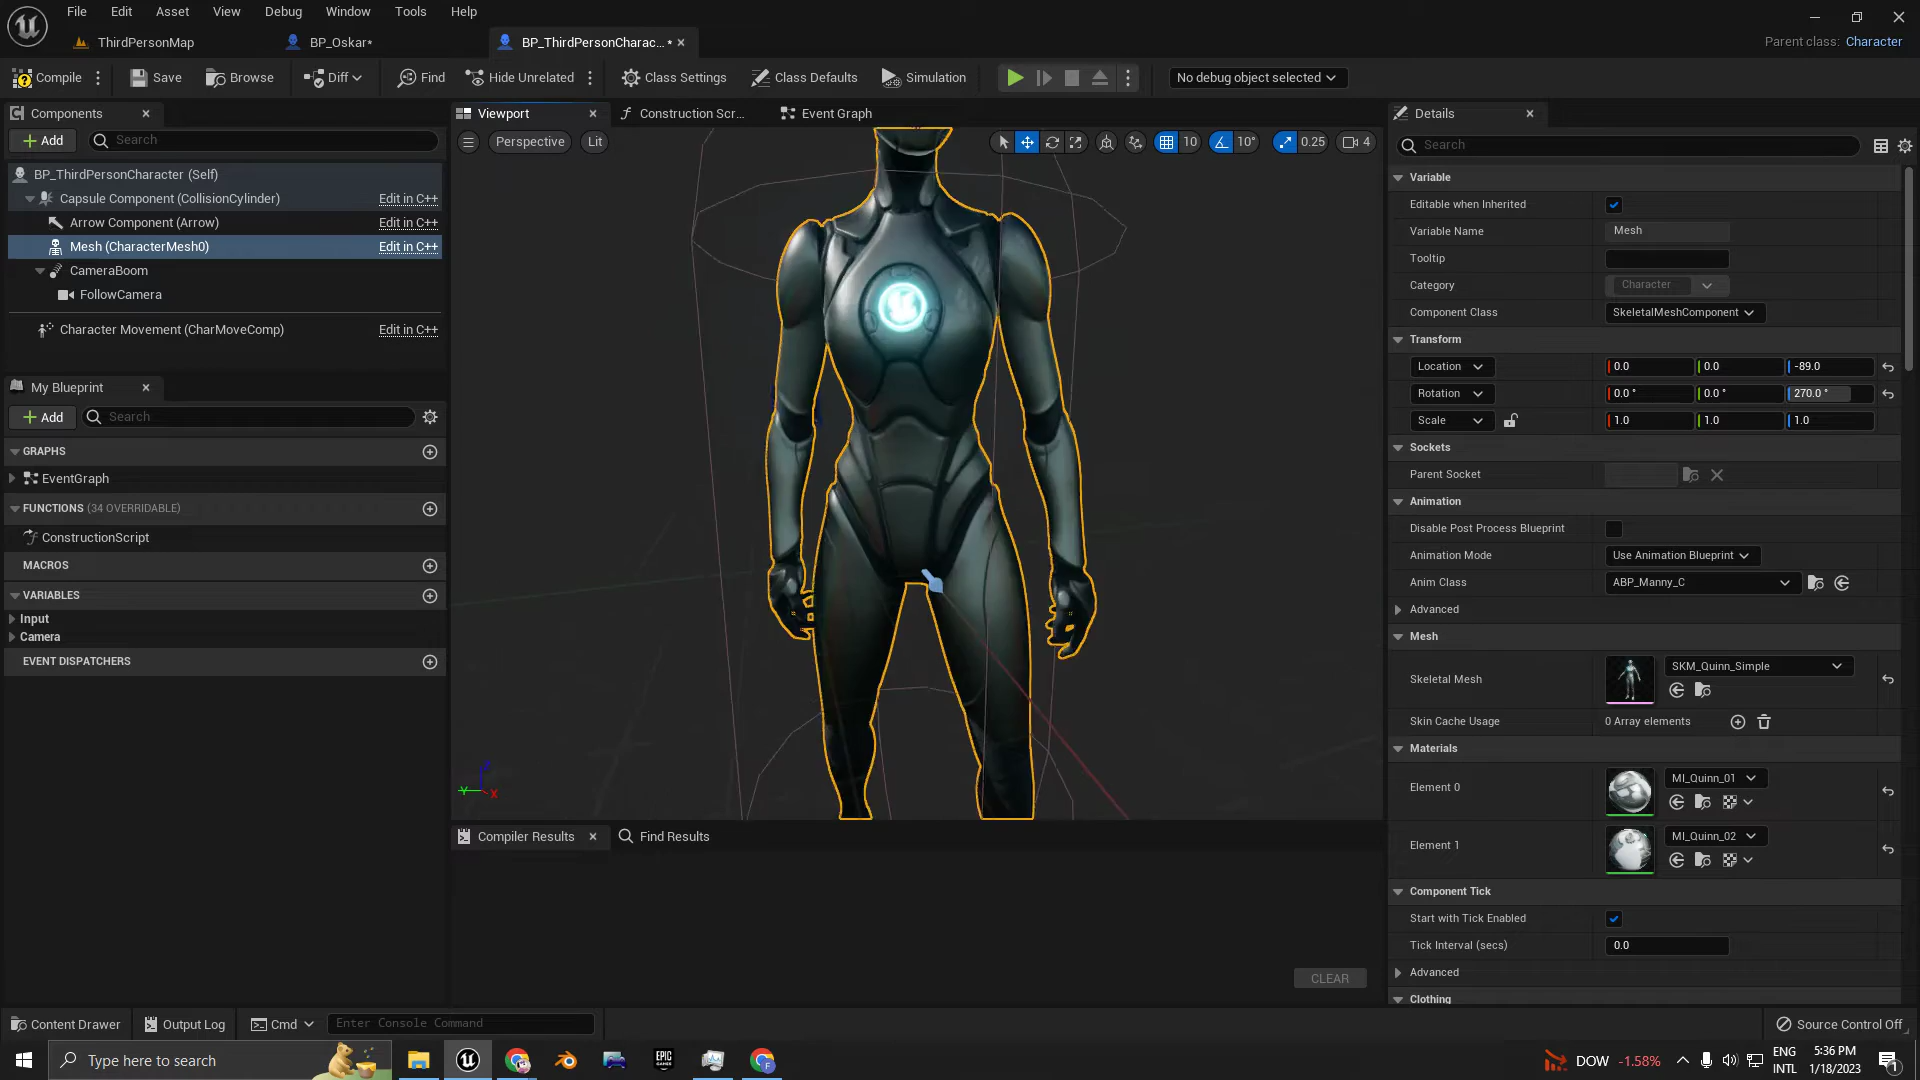 File Edit Asset View Debug Window Tools Help
ThirdPersonMap BP_Oskar* BP_ThirdPersonCharac... *
Parent class: Character
Compile Save Browse Diff Find Hide Unrelated Class Settings Class Defaults Simulation No debug object selected
Components
Add Search
BP_ThirdPersonCharacter (Self)
Capsule Component (CollisionCylinder) Edit in C++
Arrow Component (Arrow) Edit in C++
Mesh (CharacterMesh0) Edit in C++
CameraBoom
FollowCamera
Character Movement (CharMoveComp) Edit in C++
My Blueprint
Add Search
GRAPHS
EventGraph
FUNCTIONS (34 OVERRIDABLE)
ConstructionScript
MACROS
VARIABLES
Input
Camera
EVENT DISPATCHERS
Viewport Construction Scr... Event Graph
Perspective Lit 10 10° 0.25 4
Z
Y X
Compiler Results Find Results
CLEAR
Details
Search
Variable
Editable when Inherited
Variable Name Mesh
Tooltip
Category Character
Component Class SkeletalMeshComponent
Transform
Location 0.0 0.0 -89.0
Rotation 0.0 ° 0.0 ° 270.0 °
Scale 1.0 1.0 1.0
Sockets
Parent Socket
Animation
Disable Post Process Blueprint
Animation Mode Use Animation Blueprint
Anim Class ABP_Manny_C
Advanced
Mesh
Skeletal Mesh SKM_Quinn_Simple
Skin Cache Usage 0 Array elements
Materials
Element 0 MI_Quinn_01
Element 1 MI_Quinn_02
Component Tick
Start with Tick Enabled
Tick Interval (secs) 0.0
Advanced
Clothing
Content Drawer Output Log Cmd Enter Console Command Source Control Off
Type here to search
EPIC GAMES
F
DOW -1.58%
ENG INTL
5:36 PM
1/18/2023
1